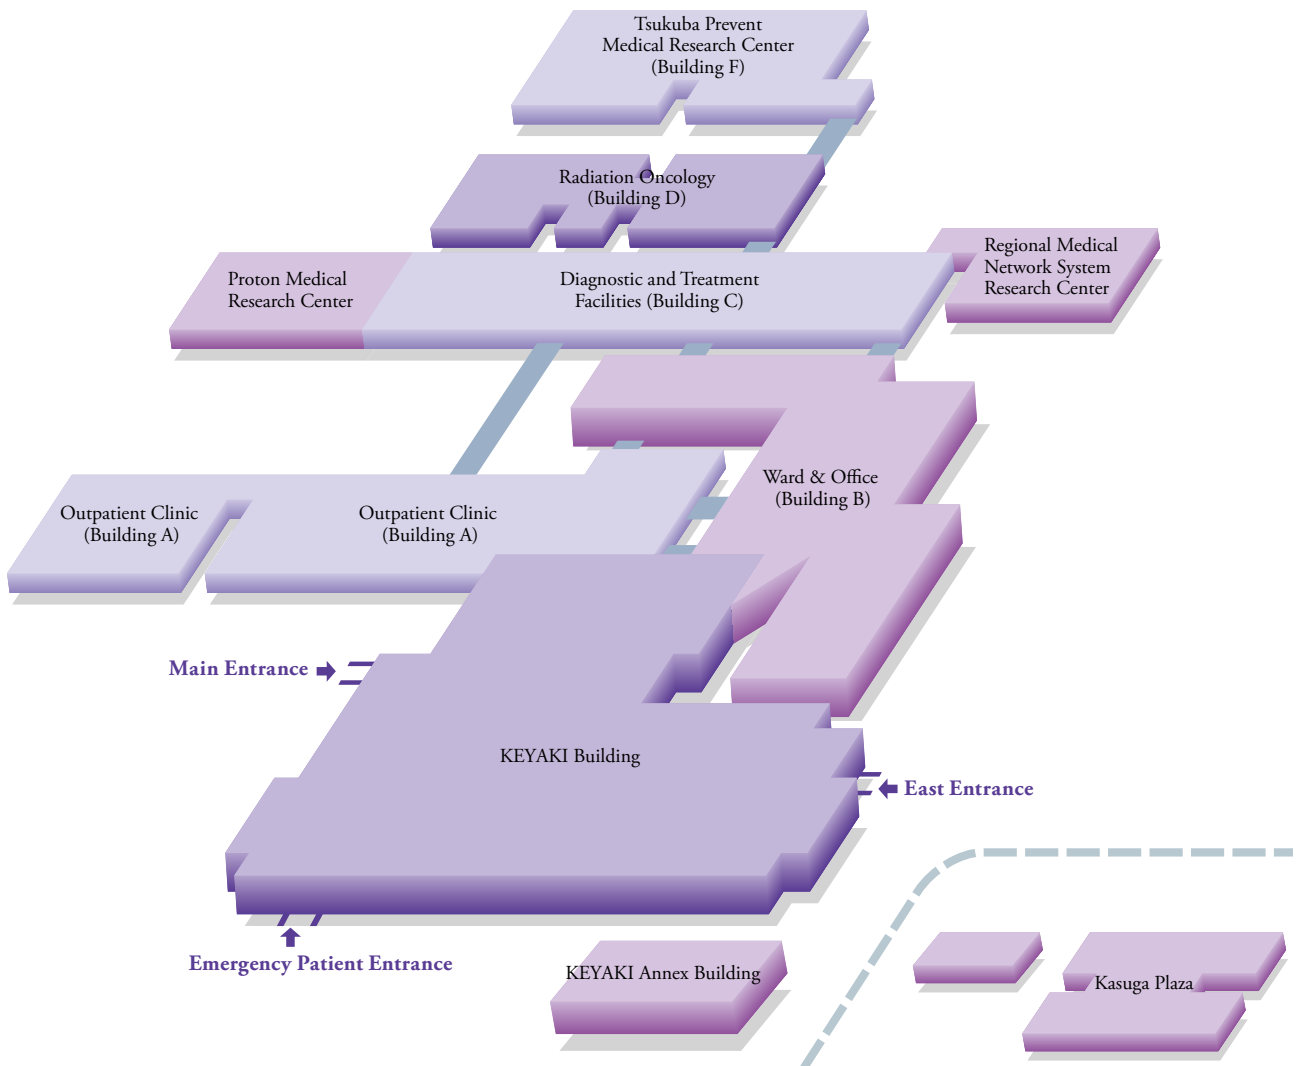 Tsukuba Prevent
Medical Research Center
(Building F)
Radiation Oncology
(Building D)
Proton Medical
Research Center
Diagnostic and Treatment
Facilities (Building C)
Regional Medical
Network System
Research Center
Ward & Office
(Building B)
Outpatient Clinic
(Building A)
Outpatient Clinic
(Building A)
Main Entrance
KEYAKI Building
East Entrance
Emergency Patient Entrance
KEYAKI Annex Building
Kasuga Plaza